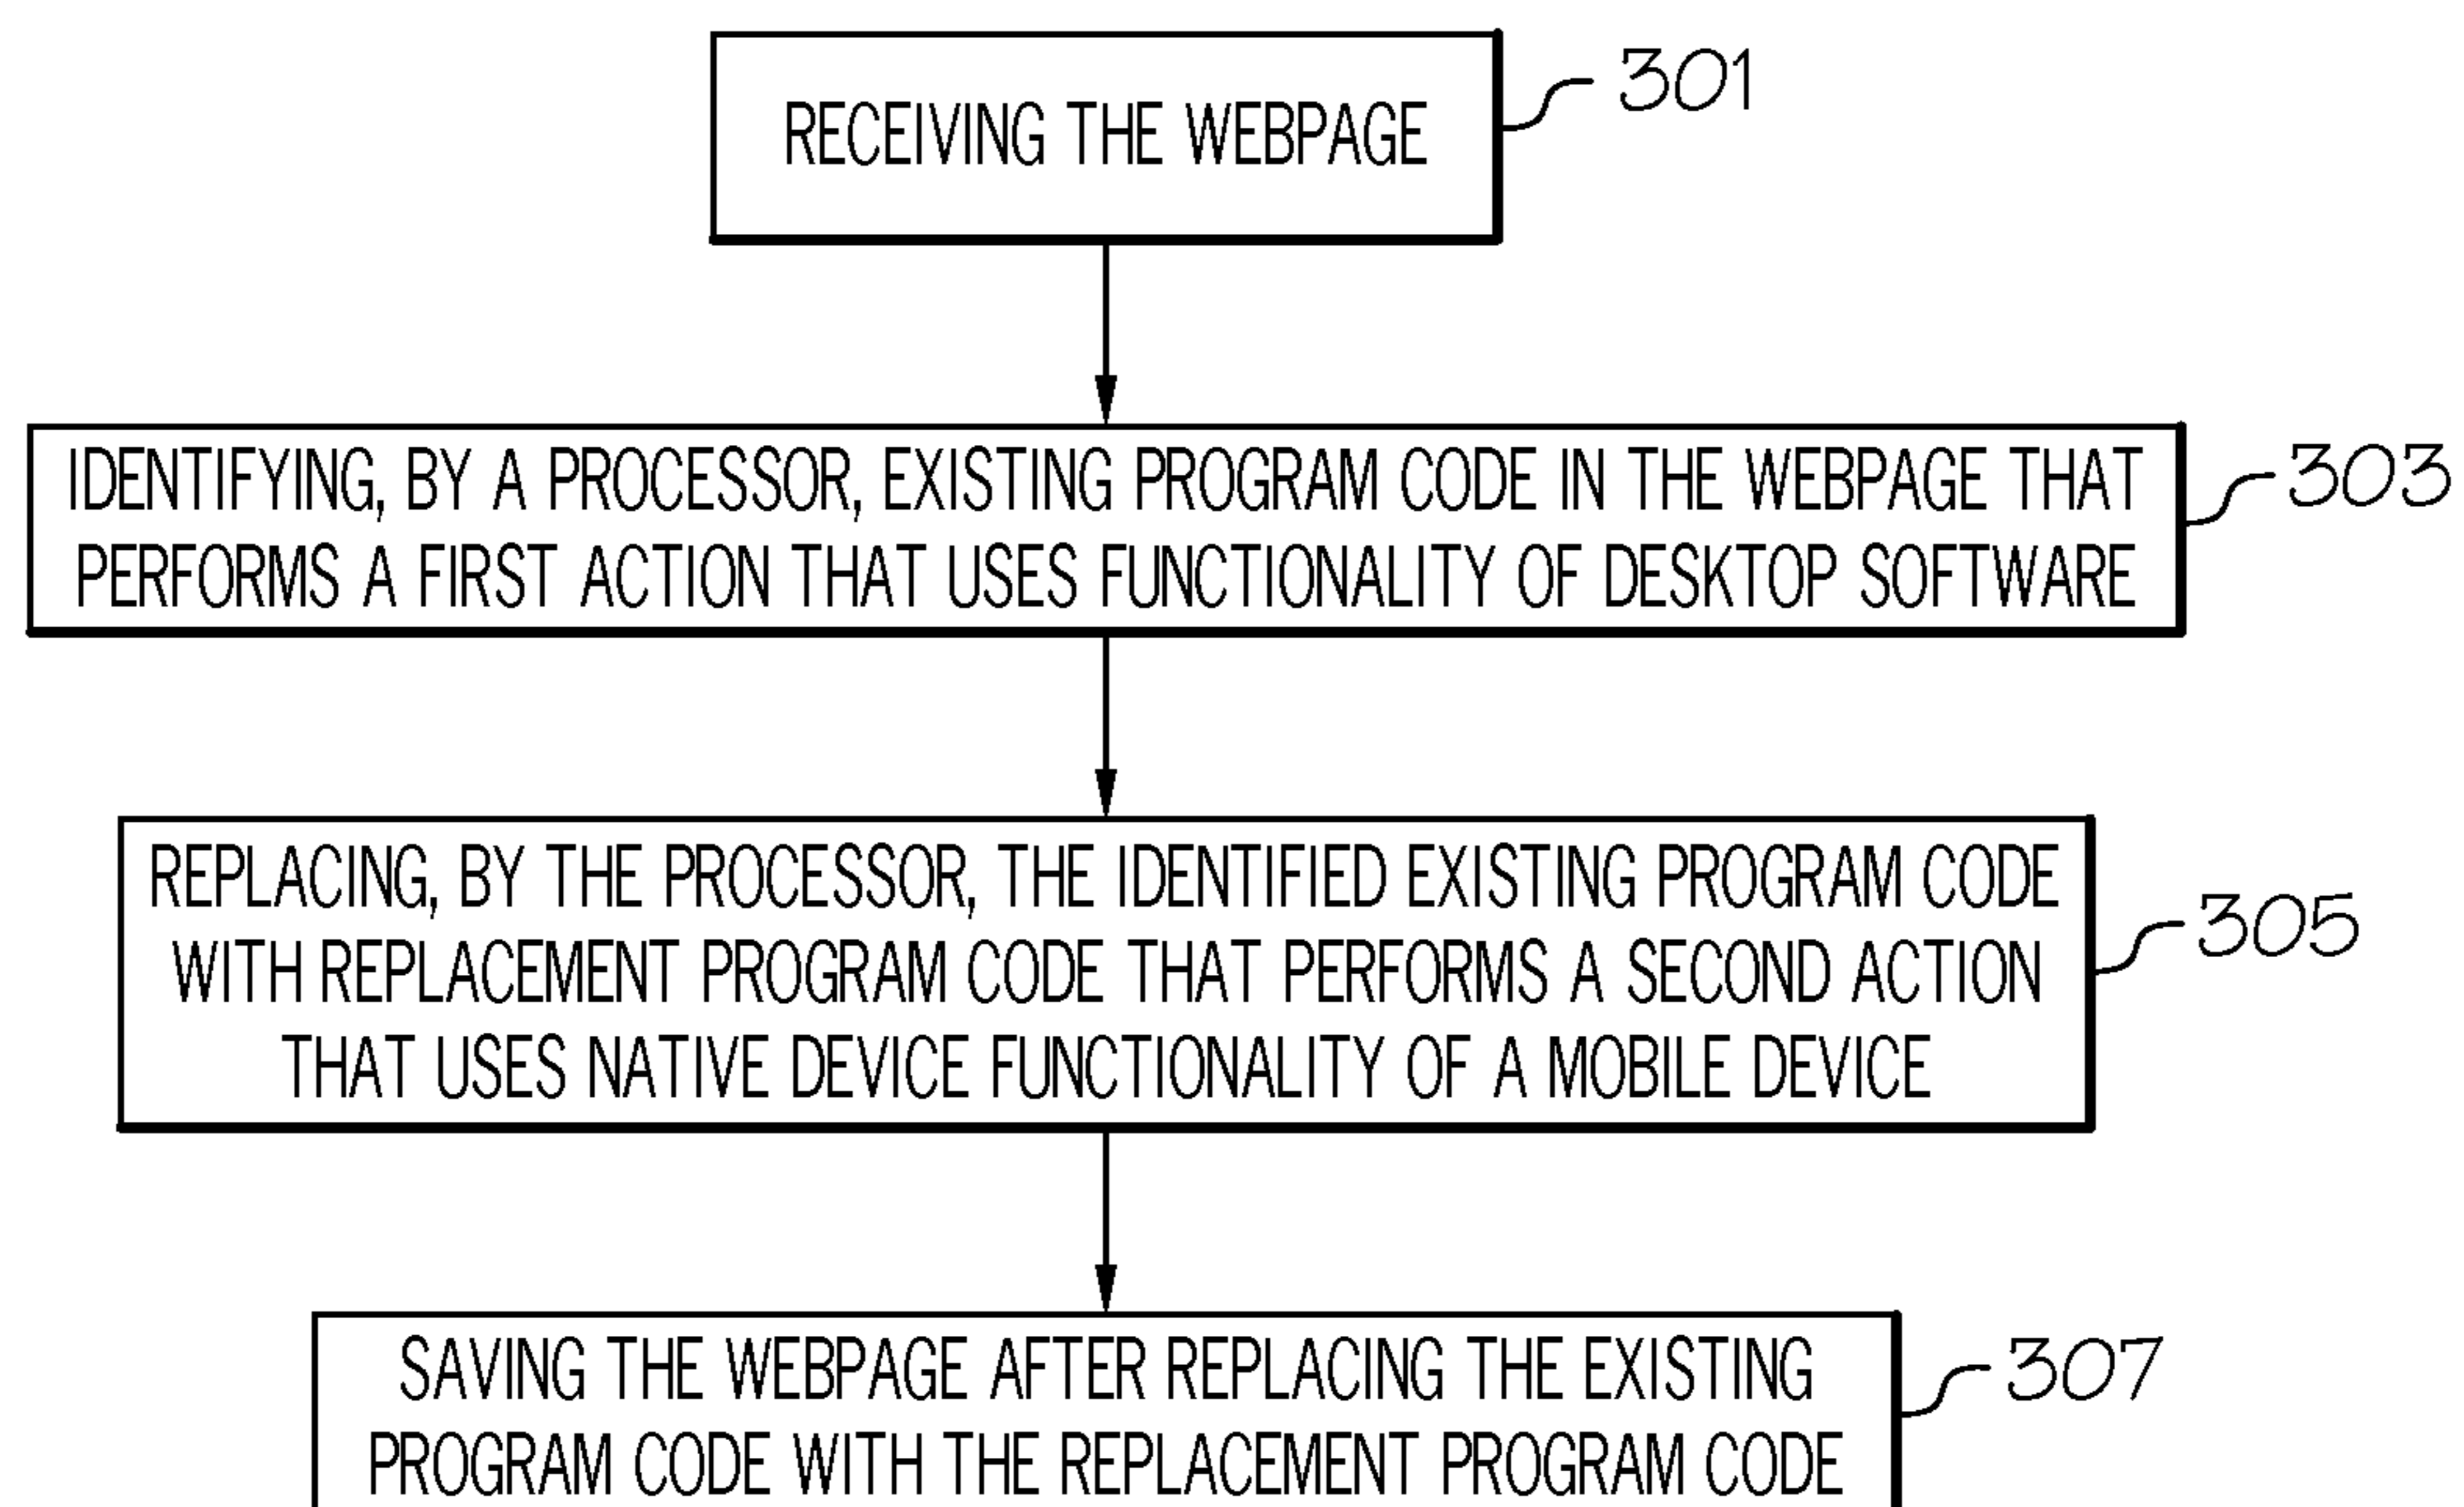 RECEIVING THE WEBPAGE
301
IDENTIFYING, BY A PROCESSOR, EXISTING PROGRAM CODE IN THE WEBPAGE THAT
PERFORMS A FIRST ACTION THAT USES FUNCTIONALITY OF DESKTOP SOFTWARE
303
REPLACING, BY THE PROCESSOR, THE IDENTIFIED EXISTING PROGRAM CODE
WITH REPLACEMENT PROGRAM CODE THAT PERFORMS A SECOND ACTION
THAT USES NATIVE DEVICE FUNCTIONALITY OF A MOBILE DEVICE
305
SAVING THE WEBPAGE AFTER REPLACING THE EXISTING
PROGRAM CODE WITH THE REPLACEMENT PROGRAM CODE
307